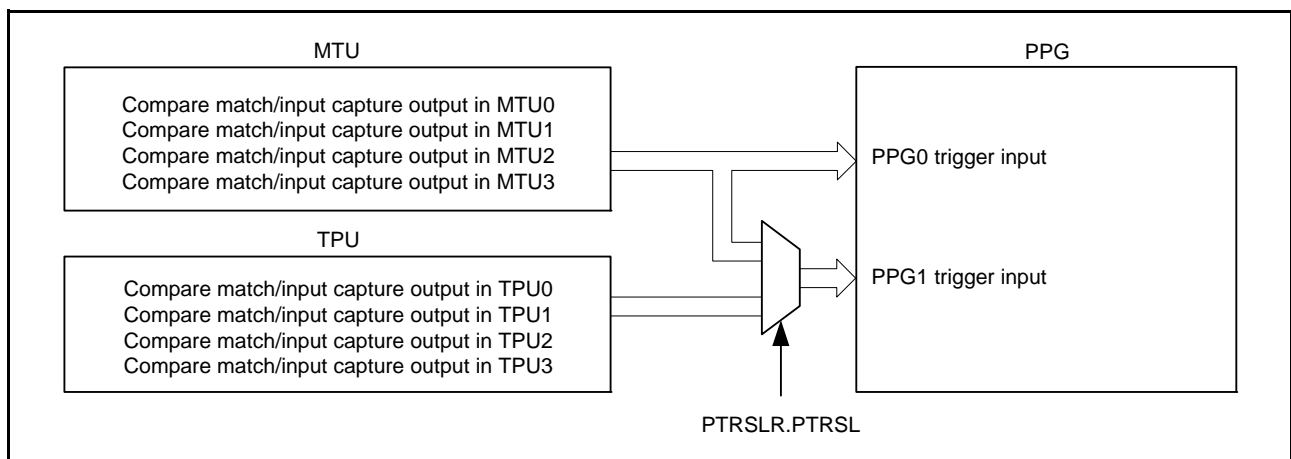 MTU
Compare match/input capture output in MTU0
Compare match/input capture output in MTU1
Compare match/input capture output in MTU2
Compare match/input capture output in MTU3
TPU
Compare match/input capture output in TPU0
Compare match/input capture output in TPU1
Compare match/input capture output in TPU2
Compare match/input capture output in TPU3
PPG
PPG0 trigger input
PPG1 trigger input
PTRSLR.PTRSL